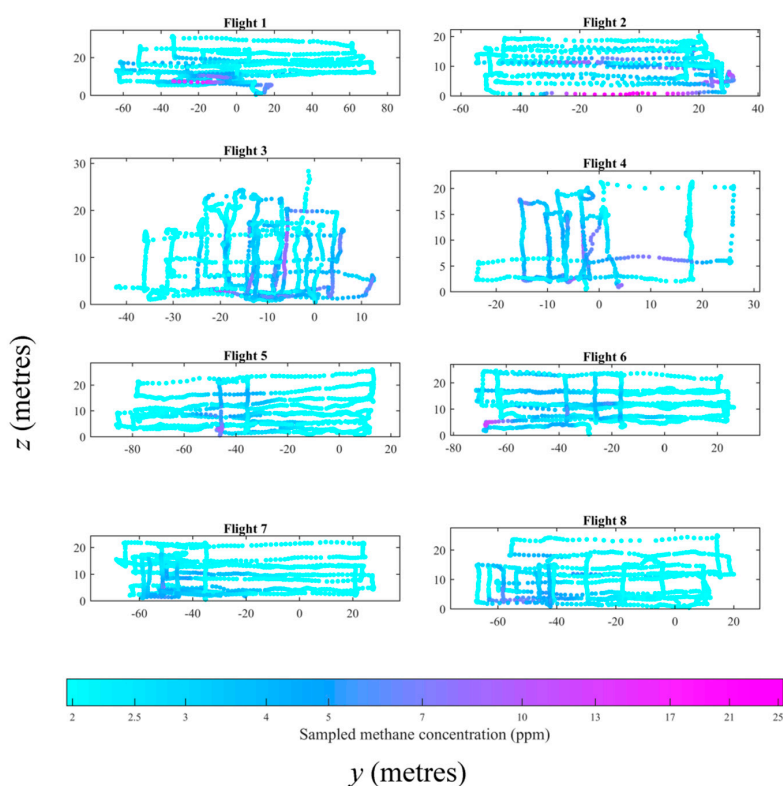 Flight 1
30
20
10
0
-60 -40 -20 0 20 40 60 80
Flight 2
20
15
10
5
0
-60 -40 -20 0 20 40
Flight 3
30
20
10
0
-40 -30 -20 -10 0 10
Flight 4
20
15
10
5
0
-20 -10 0 10 20 30
z (metres)
Flight 5
20
10
0
-100 -80 -60 -40 -20 0 20
Flight 6
20
10
0
-80 -60 -40 -20 0 20
Flight 7
20
10
0
-60 -40 -20 0 20
Flight 8
20
10
0
-60 -40 -20 0 20
2 2.5 3 4 5 7 10 13 17 21 25
Sampled methane concentration (ppm)
y (metres)